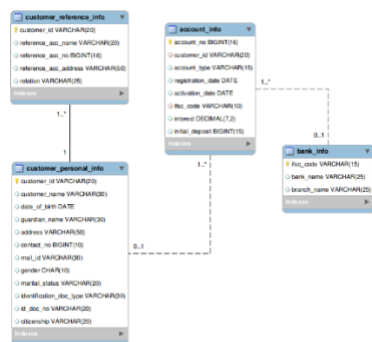 customer_reference_info
customer_id VARCHAR(20)
reference_acc_name VARCHAR(20)
reference_acc_no BIGINT(16)
reference_acc_address VARCHAR(50)
relation VARCHAR(25)
Indexes
1..*
1
customer_personal_info
customer_id VARCHAR(20)
customer_name VARCHAR(30)
date_of_birth DATE
guardian_name VARCHAR(30)
address VARCHAR(50)
contact_no BIGINT(10)
mail_id VARCHAR(30)
gender CHAR(10)
marital_status VARCHAR(20)
identification_doc_type VARCHAR(30)
id_doc_no VARCHAR(20)
citizenship VARCHAR(20)
Indexes
account_info
account_no BIGINT(16)
customer_id VARCHAR(20)
account_type VARCHAR(15)
registration_date DATE
activation_date DATE
ifsc_code VARCHAR(10)
interest DECIMAL(7,2)
initial_deposit BIGINT(15)
Indexes
1..*
0..1
1..*
0..1
bank_info
ifsc_code VARCHAR(15)
bank_name VARCHAR(25)
branch_name VARCHAR(25)
Indexes